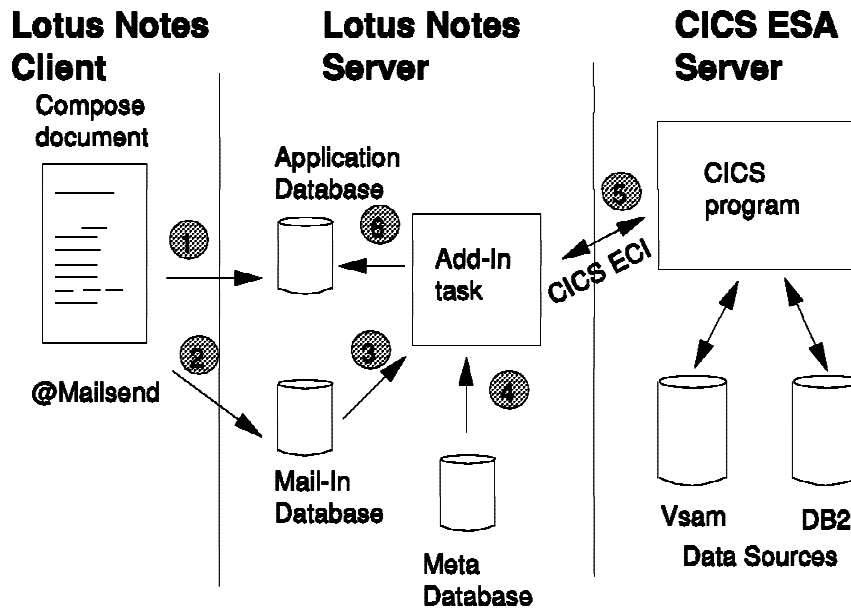 Lotus Notes
Client
Lotus Notes
Server
CICS ESA
Server
Compose
document
Application
Database
1
6
Add-In
task
5
CICS ECI
CICS
program
2
@Mailsend
3
4
Mail-In
Database
Meta
Database
Vsam
DB2
Data Sources